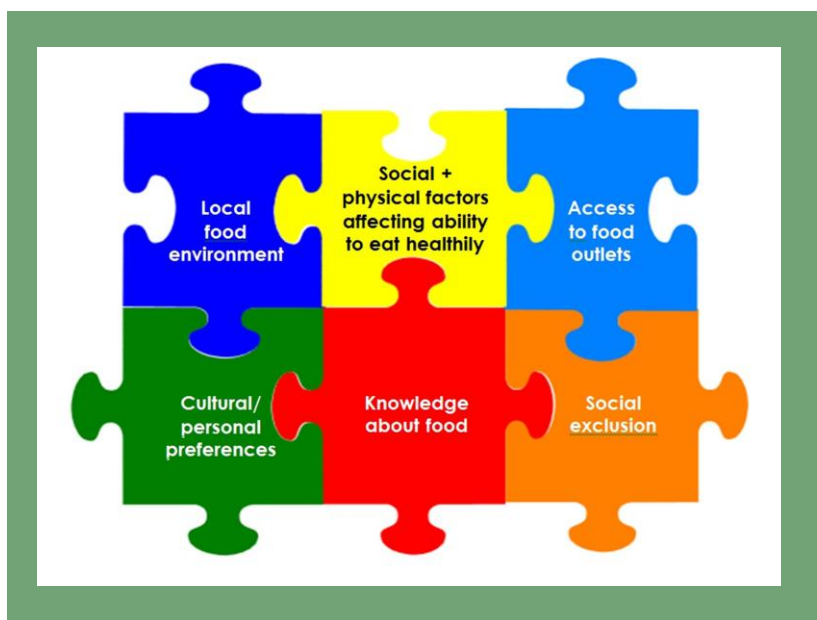 Local
food
environment
Social +
physical factors
affecting ability
to eat healthily
Access
to food
outlets
Cultural/
personal
preferences
Knowledge
about food
Social
exclusion